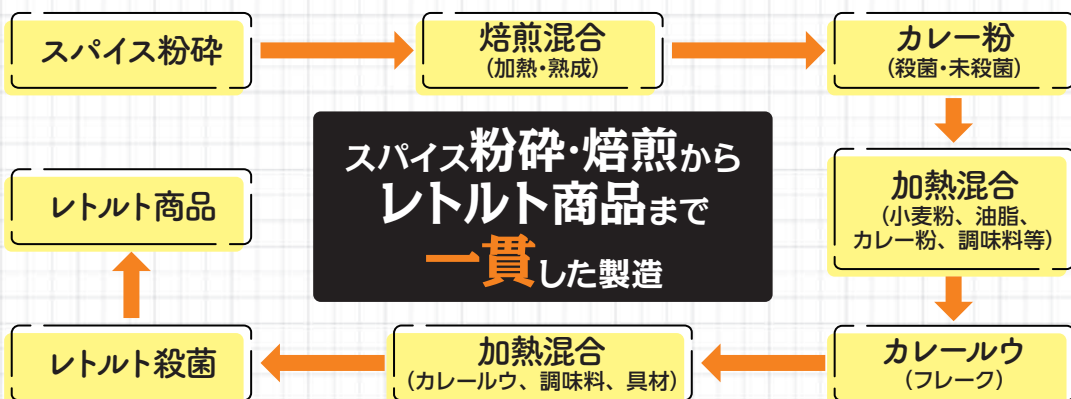 スパイス粉砕
焙煎混合
(加熱・熟成)
カレー粉
(殺菌・未殺菌)
加熱混合
(小麦粉、油脂、
カレー粉、調味料等)
カレールウ
(フレーク)
加熱混合
(カレールウ、調味料、具材)
レトルト殺菌
レトルト商品
スパイス粉砕・焙煎から
レトルト商品まで
一貫した製造